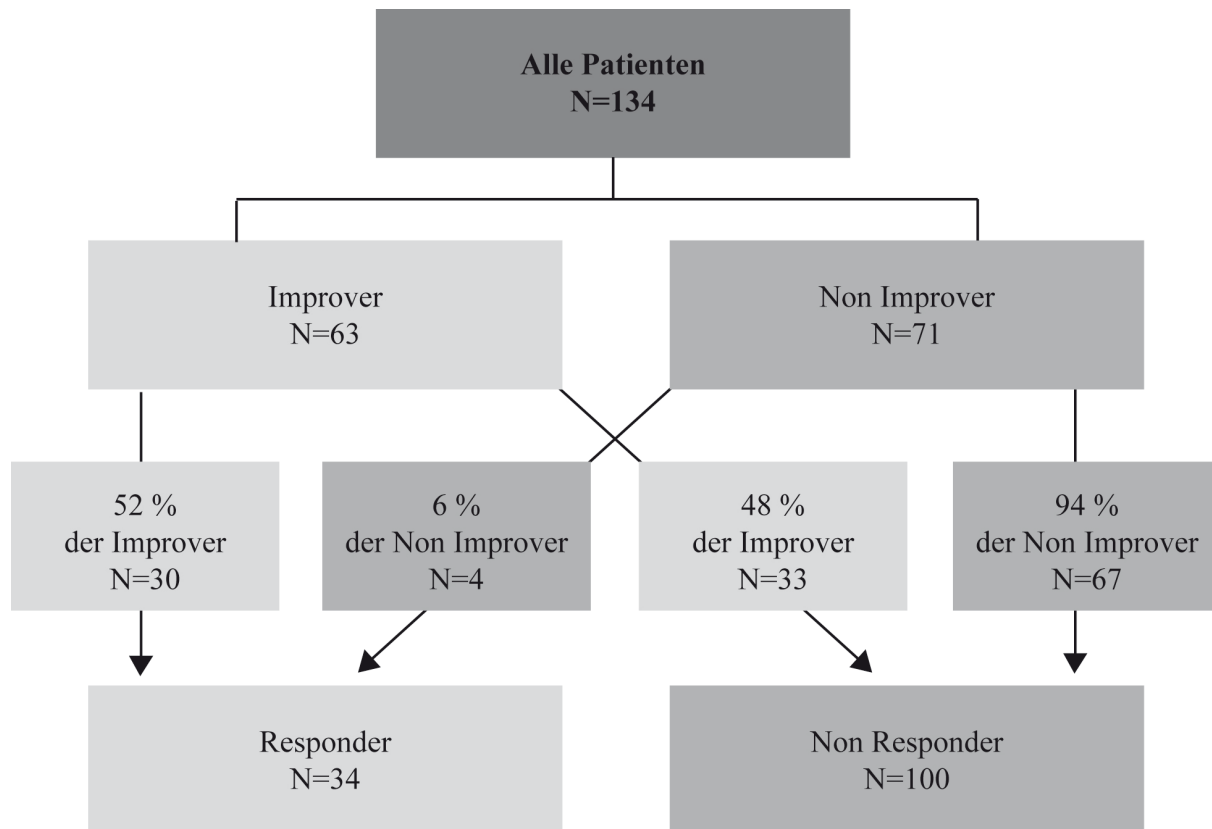 Alle Patienten
N=134
Improver
N=63
Non Improver
N=71
52 %
der Improver
N=30
6 %
der Non Improver
N=4
48 %
der Improver
N=33
94 %
der Non Improver
N=67
Responder
N=34
Non Responder
N=100